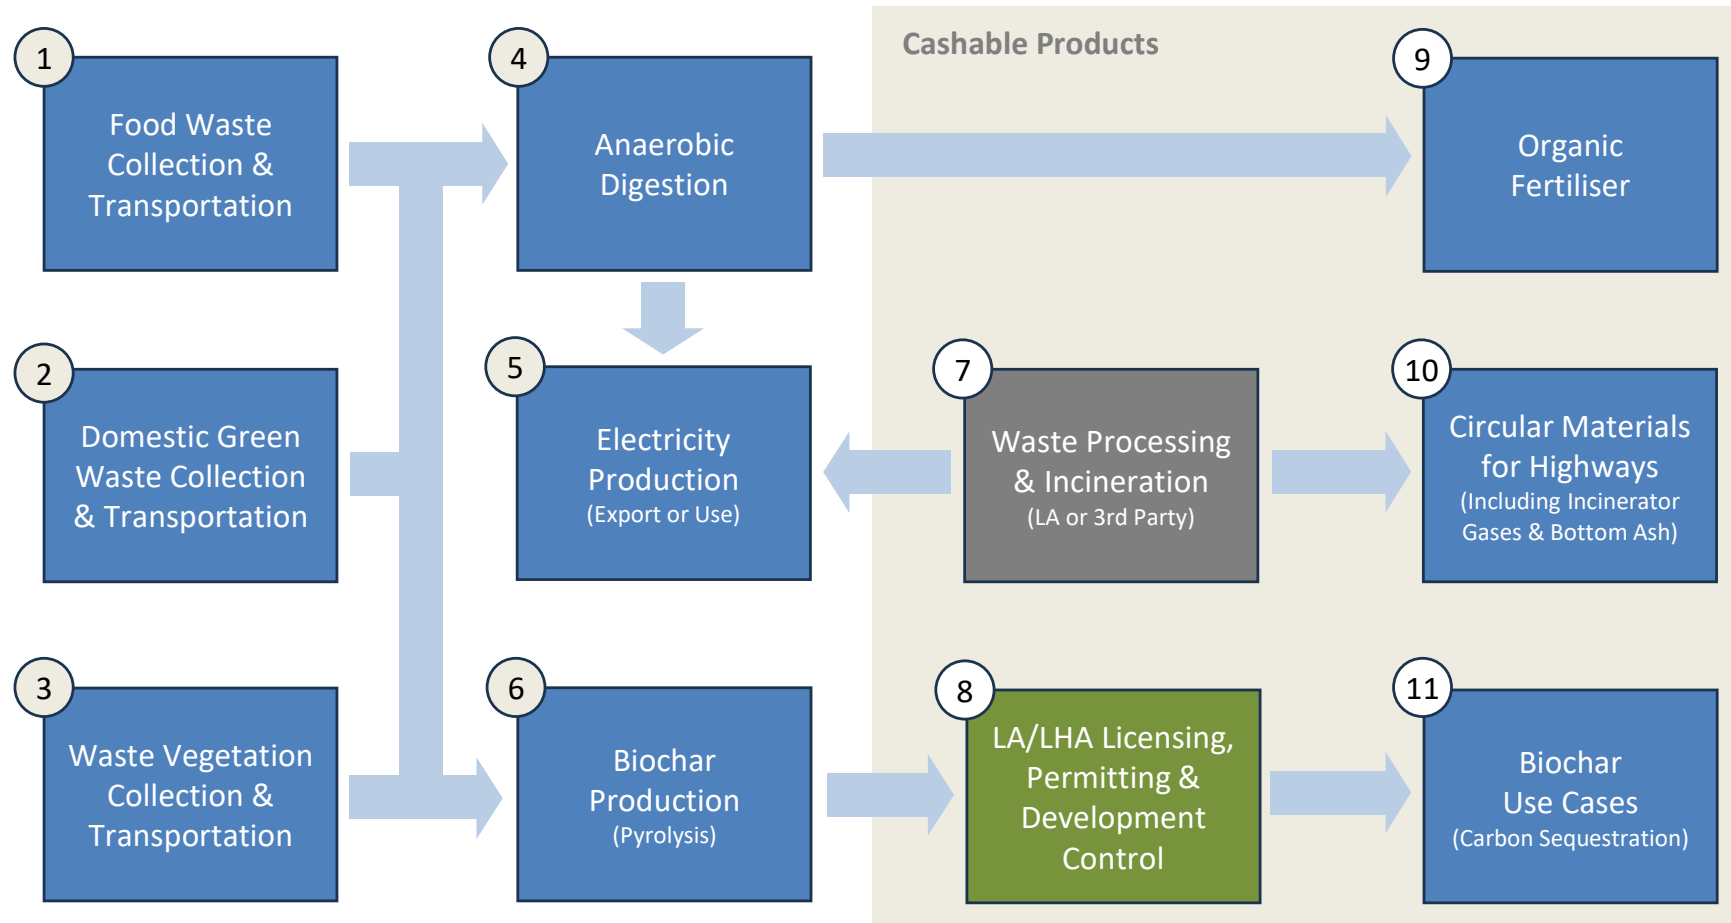 Cashable Products
1
Food Waste
Collection &
Transportation
4
Anaerobic
Digestion
9
Organic
Fertiliser
2
Domestic Green
Waste Collection
& Transportation
5
Electricity
Production
(Export or Use)
7
Waste Processing
& Incineration
(LA or 3rd Party)
10
Circular Materials
for Highways
(Including Incinerator
Gases & Bottom Ash)
3
Waste Vegetation
Collection &
Transportation
6
Biochar
Production
(Pyrolysis)
8
LA/LHA Licensing,
Permitting &
Development
Control
11
Biochar
Use Cases
(Carbon Sequestration)